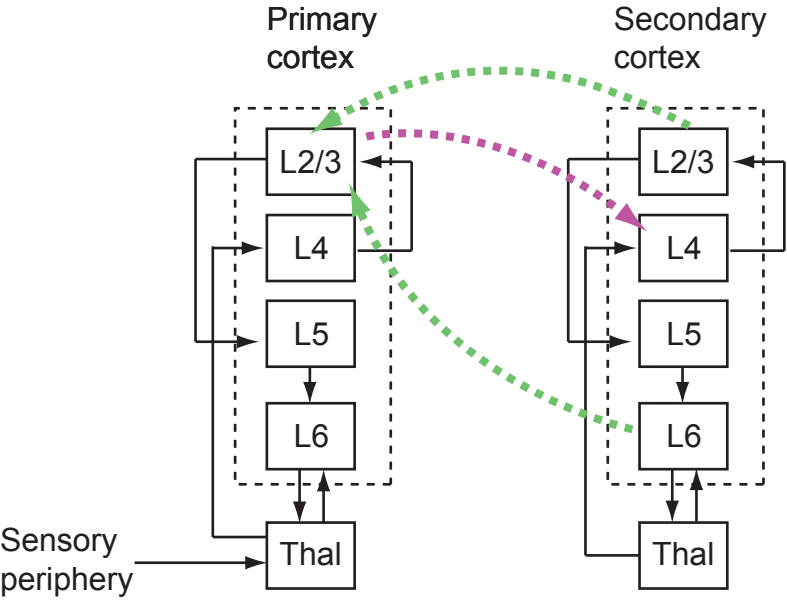 Primary
cortex
Secondary
cortex
L2/3
L4
L5
L6
Thal
L2/3
L4
L5
L6
Thal
Sensory
periphery